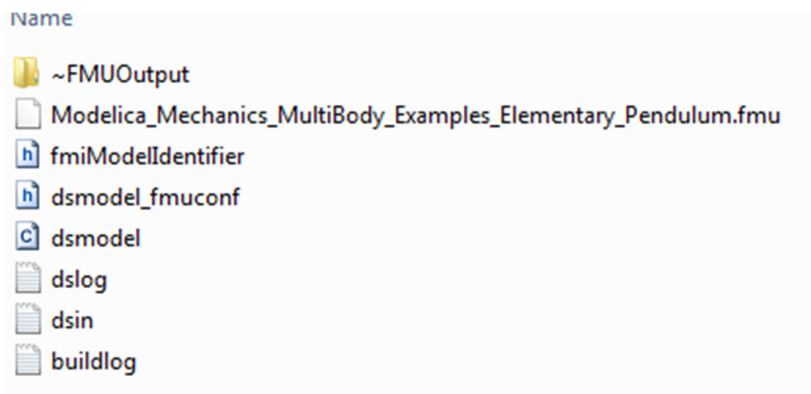 Name
~FMUOutput
Modelica_Mechanics_MultiBody_Examples_Elementary_Pendulum.fmu
fmiModelIdentifier
dsmodel_fmuconf
dsmodel
dslog
dsin
buildlog